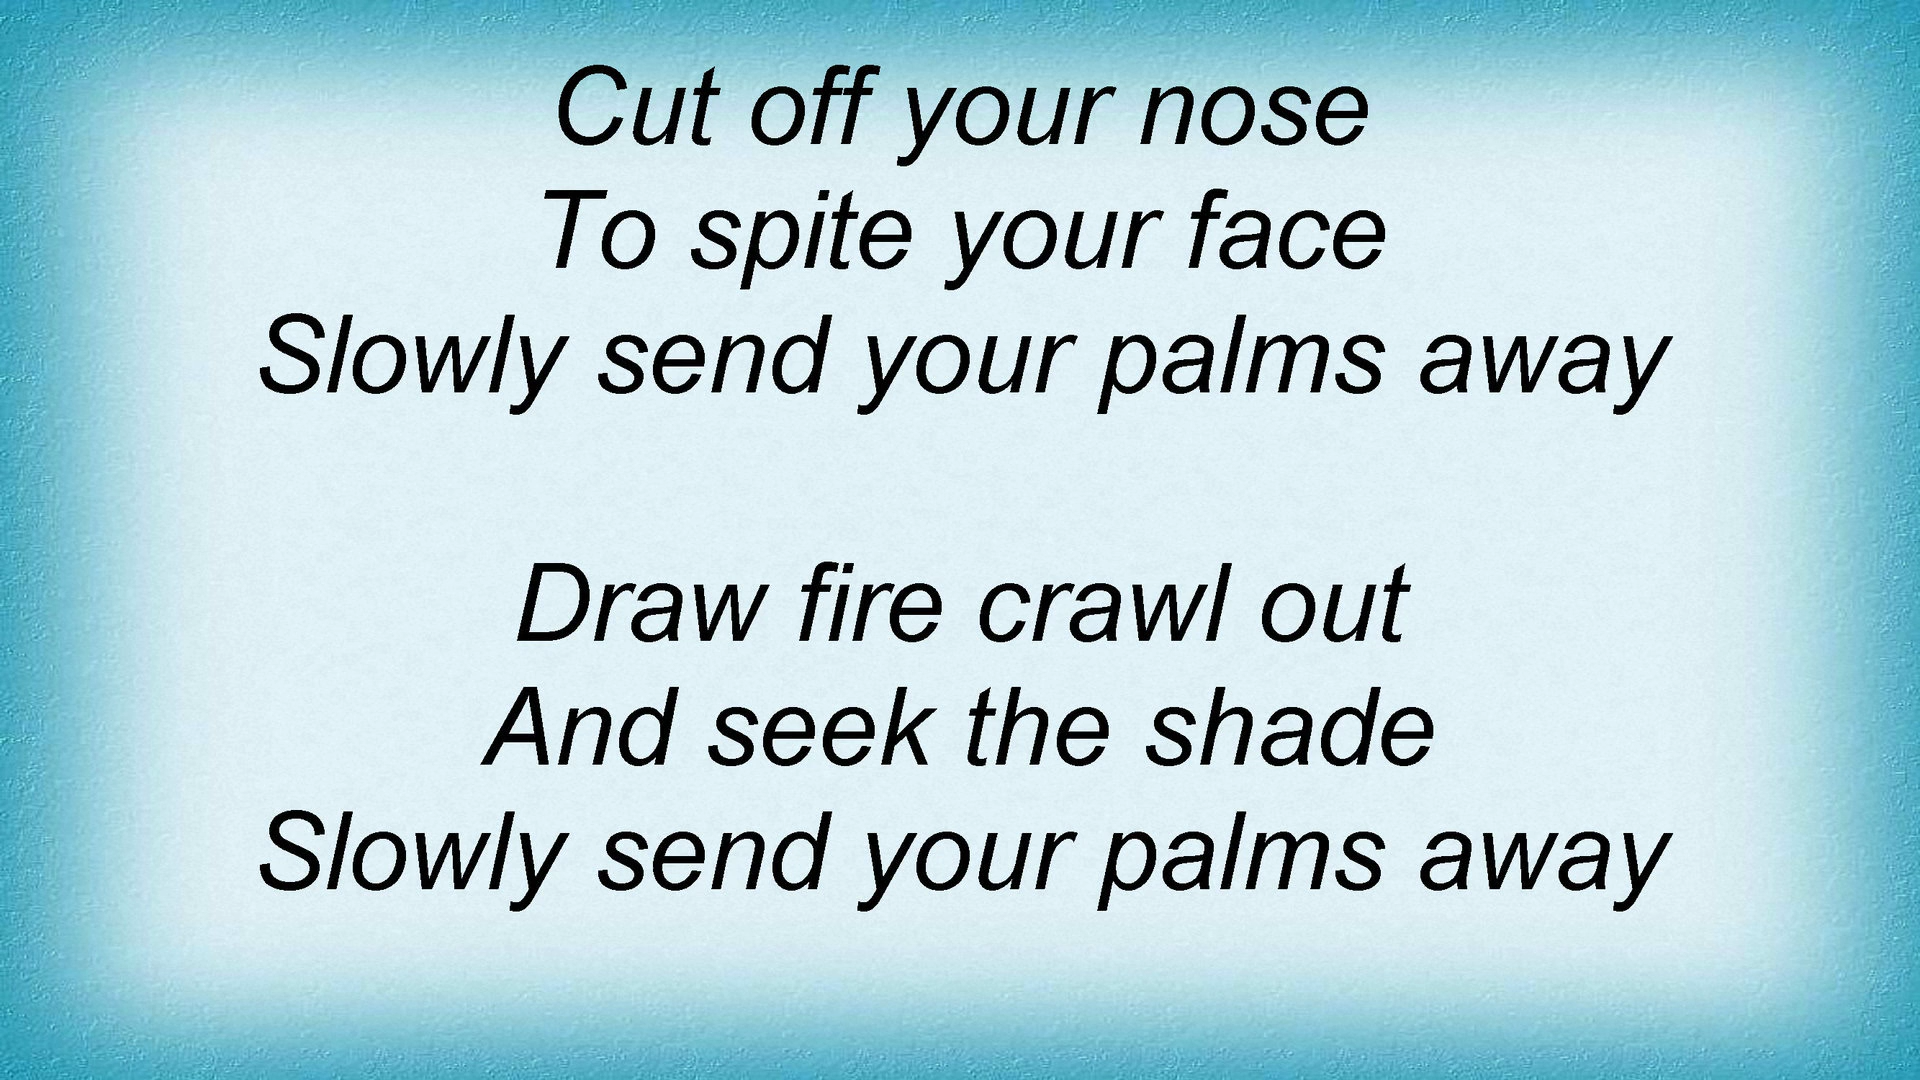 Cut off your nose
To spite your face
Slowly send your palms away
Draw fire crawl out
And seek the shade
Slowly send your palms away